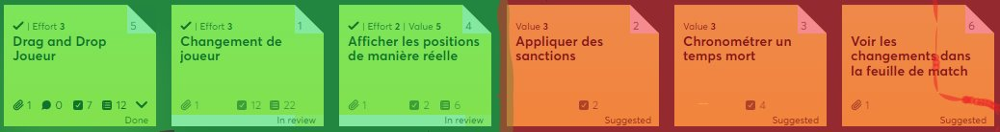 | Effort 3
5
Drag and Drop
Joueur
1 0 7 12
Done
| Effort 3
1
Changement de
joueur
1 12 22
In review
| Effort 2 | Value 5
4
Afficher les positions
de manière réelle
1 2 6
In review
Value 3
2
Appliquer des
sanctions
2
Suggested
Value 3
3
Chronométrer un
temps mort
4
Suggested
6
Voir les
changements dans
la feuille de match
1
Suggested